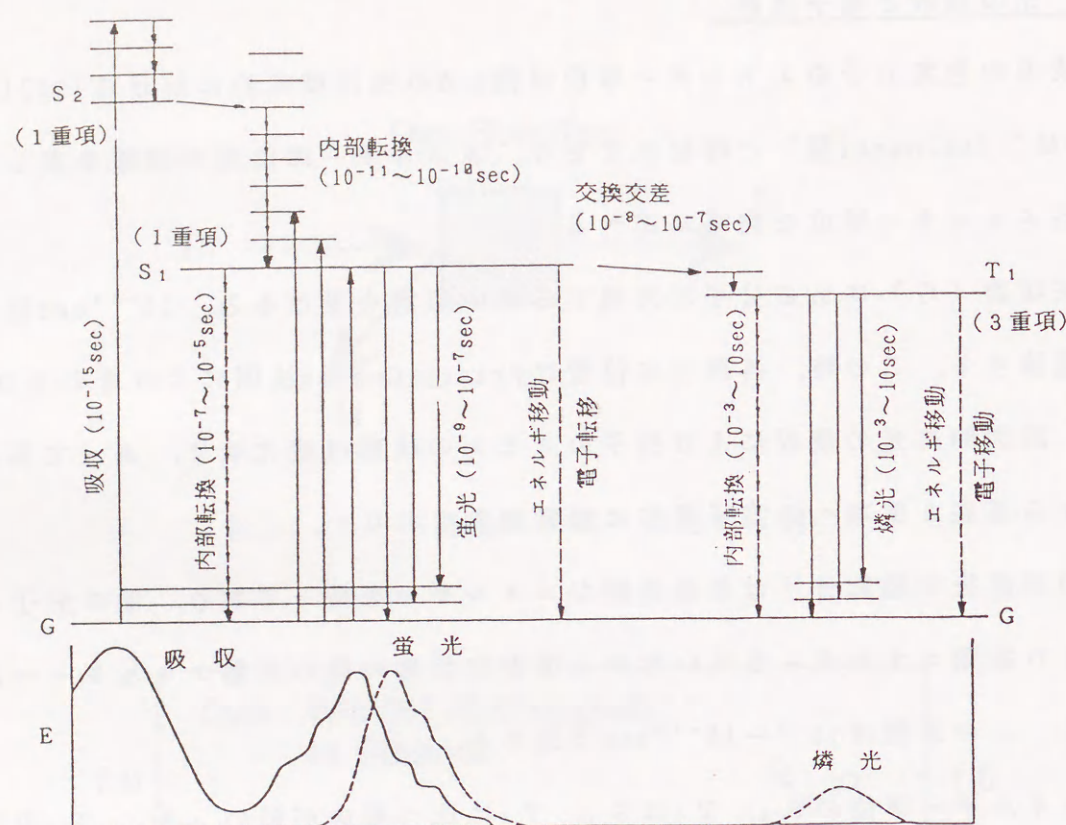 S₂
(1重項)
内部転換
(10⁻¹¹～10⁻¹⁰sec)
交換交差
(10⁻⁸～10⁻⁷sec)
(1重項)
S₁
T₁
(3重項)
吸収 (10⁻¹⁵sec)
内部転換 (10⁻⁷～10⁻⁵sec)
蛍光 (10⁻⁹～10⁻⁷sec)
エネルギ移動
電子転移
内部転換 (10⁻³～10sec)
燐光 (10⁻³～10sec)
エネルギ移動
電子移動
G
G
吸収
蛍光
E
燐光